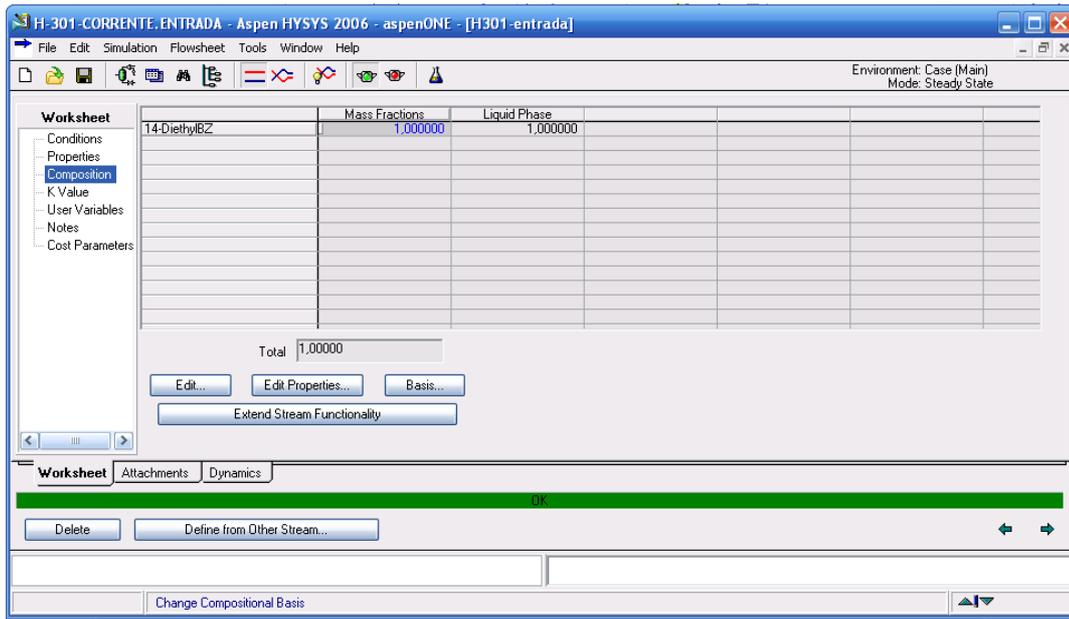 H-301-CORRENTE.ENTRADA - Aspen HYSYS 2006 - aspenONE - [H301-entrada]
File Edit Simulation Flowsheet Tools Window Help
Environment: Case (Main)
Mode: Steady State
Worksheet
Conditions
Properties
Composition
K Value
User Variables
Notes
Cost Parameters
Mass Fractions Liquid Phase
14-DiethylBZ 1,000000 1,000000
Total 1,00000
Edit... Edit Properties... Basis...
Extend Stream Functionality
Worksheet Attachments Dynamics
OK
Delete Define from Other Stream...
Change Compositional Basis